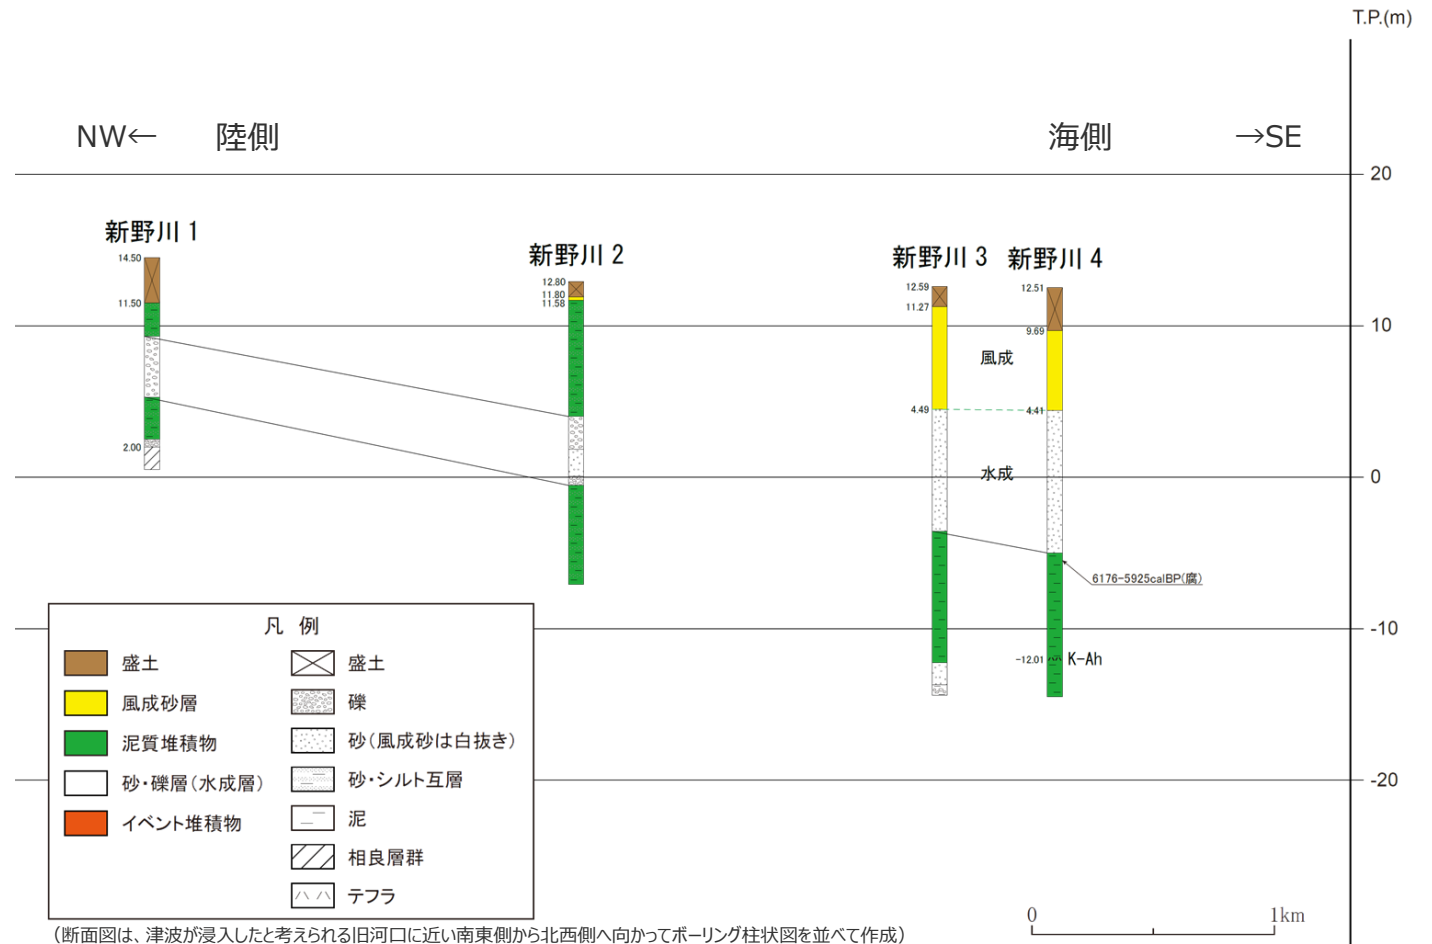 T.P.(m)
NW← 陸側 海側 →SE
20
新野川 1
新野川 2
新野川 3 新野川 4
14.50
11.50
2.00
12.80
11.80
11.58
12.59
11.27
4.49
12.51
9.69
4.41
-12.01
10
風成
0
水成
6176-5925calBP(腐)
K-Ah
-10
-20
凡 例
盛土 盛土
風成砂層 礫
泥質堆積物 砂(風成砂は白抜き)
砂・礫層(水成層) 砂・シルト互層
イベント堆積物 泥
相良層群
テフラ
0 1km
(断面図は、津波が浸入したと考えられる旧河口に近い南東側から北西側へ向かってボーリング柱状図を並べて作成)